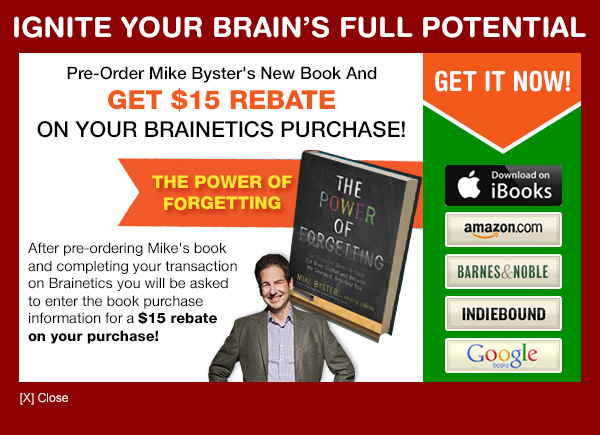 IGNITE YOUR BRAIN'S FULL POTENTIAL
Pre-Order Mike Byster's New Book And
GET $15 REBATE
ON YOUR BRAINETICS PURCHASE!
THE POWER OF
FORGETTING
THE
POWER
OF
FORGETTING
MIKE BYSTER
After pre-ordering Mike's book
and completing your transaction
on Brainetics you will be asked
to enter the book purchase
information for a $15 rebate
on your purchase!
GET IT NOW!
Download on
iBooks
amazon.com
BARNES&NOBLE
INDIEBOUND
Google
books
[X] Close